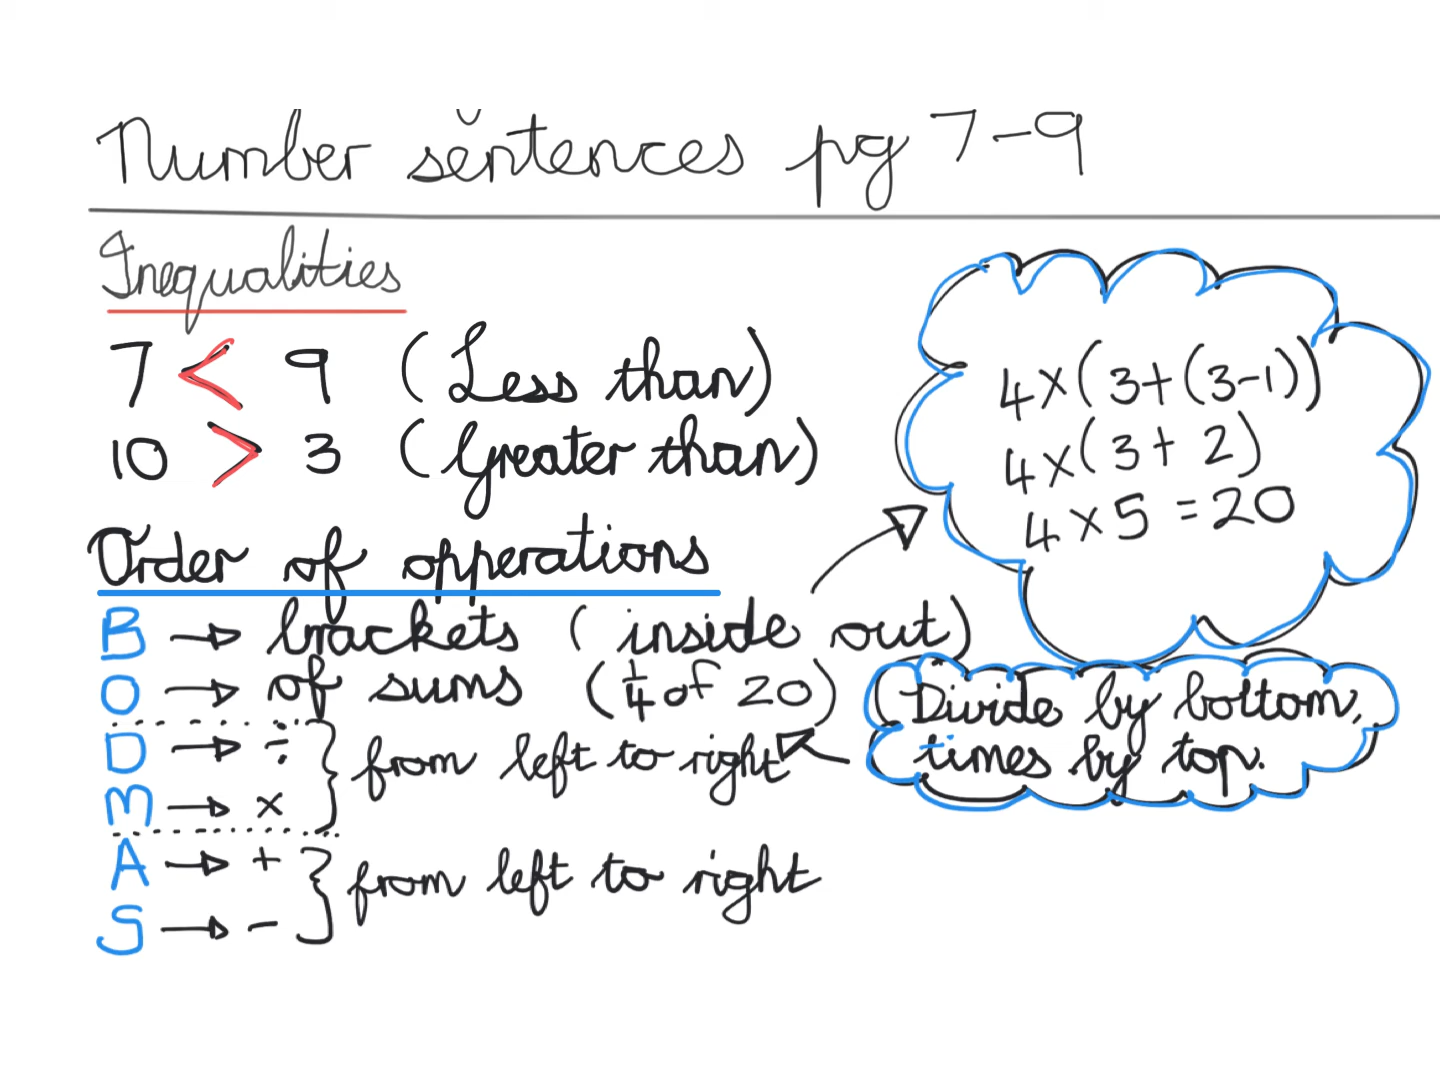 Number sentences pg 7-9
Inequalities
7 < 9 (Less than)
10 > 3 (Greater than)
Order of opperations
B → brackets (inside out)
O → of sums (1/4 of 20)
D → ÷
M → ×
} from left to right
A → +
S → -
} from left to right
4×(3+(3-1))
4×(3+ 2)
4×5 =20
Divide by bottom,
times by top.